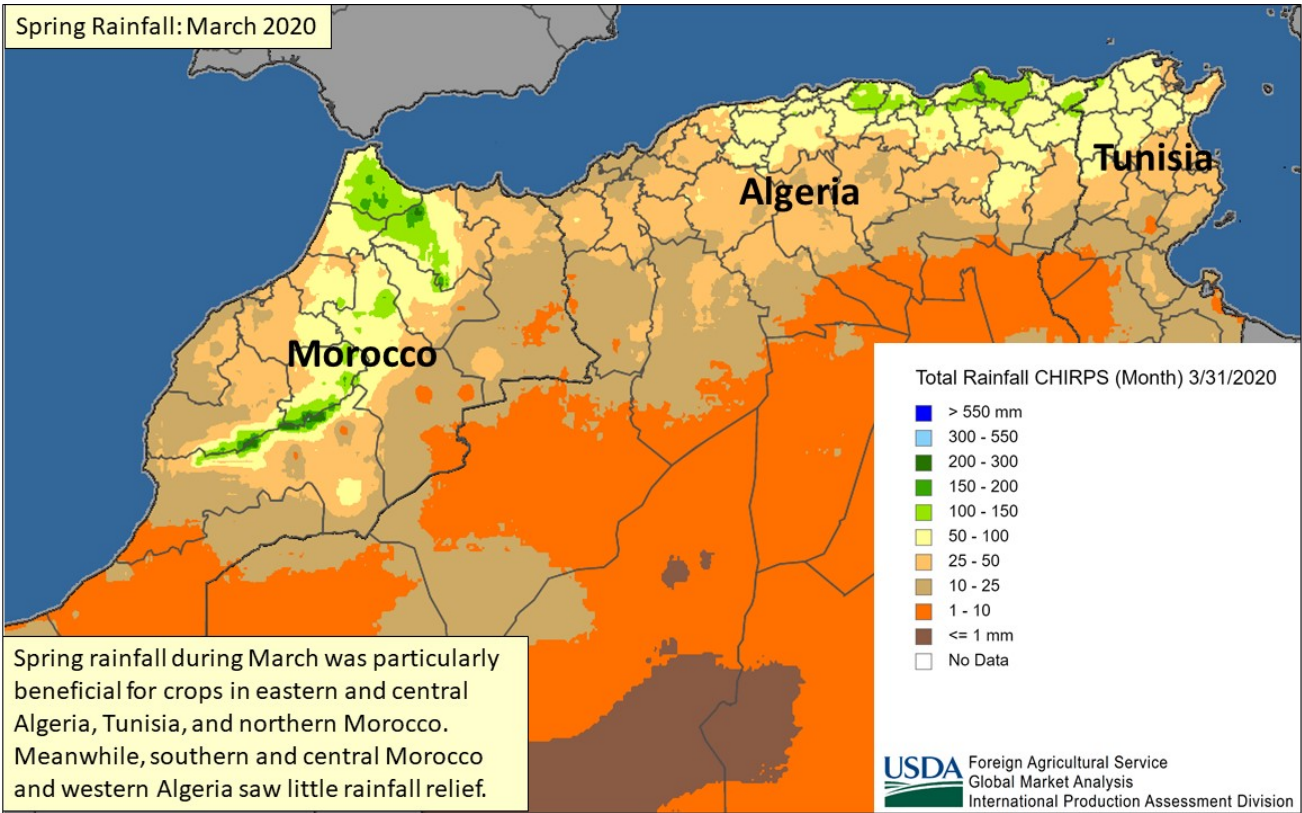 Spring Rainfall: March 2020
Algeria
Tunisia
Morocco
Total Rainfall CHIRPS (Month) 3/31/2020
> 550 mm
300 - 550
200 - 300
150 - 200
100 - 150
50 - 100
25 - 50
10 - 25
1 - 10
<= 1 mm
No Data
Spring rainfall during March was particularly
beneficial for crops in eastern and central
Algeria, Tunisia, and northern Morocco.
Meanwhile, southern and central Morocco
and western Algeria saw little rainfall relief.
USDA
Foreign Agricultural Service
Global Market Analysis
International Production Assessment Division